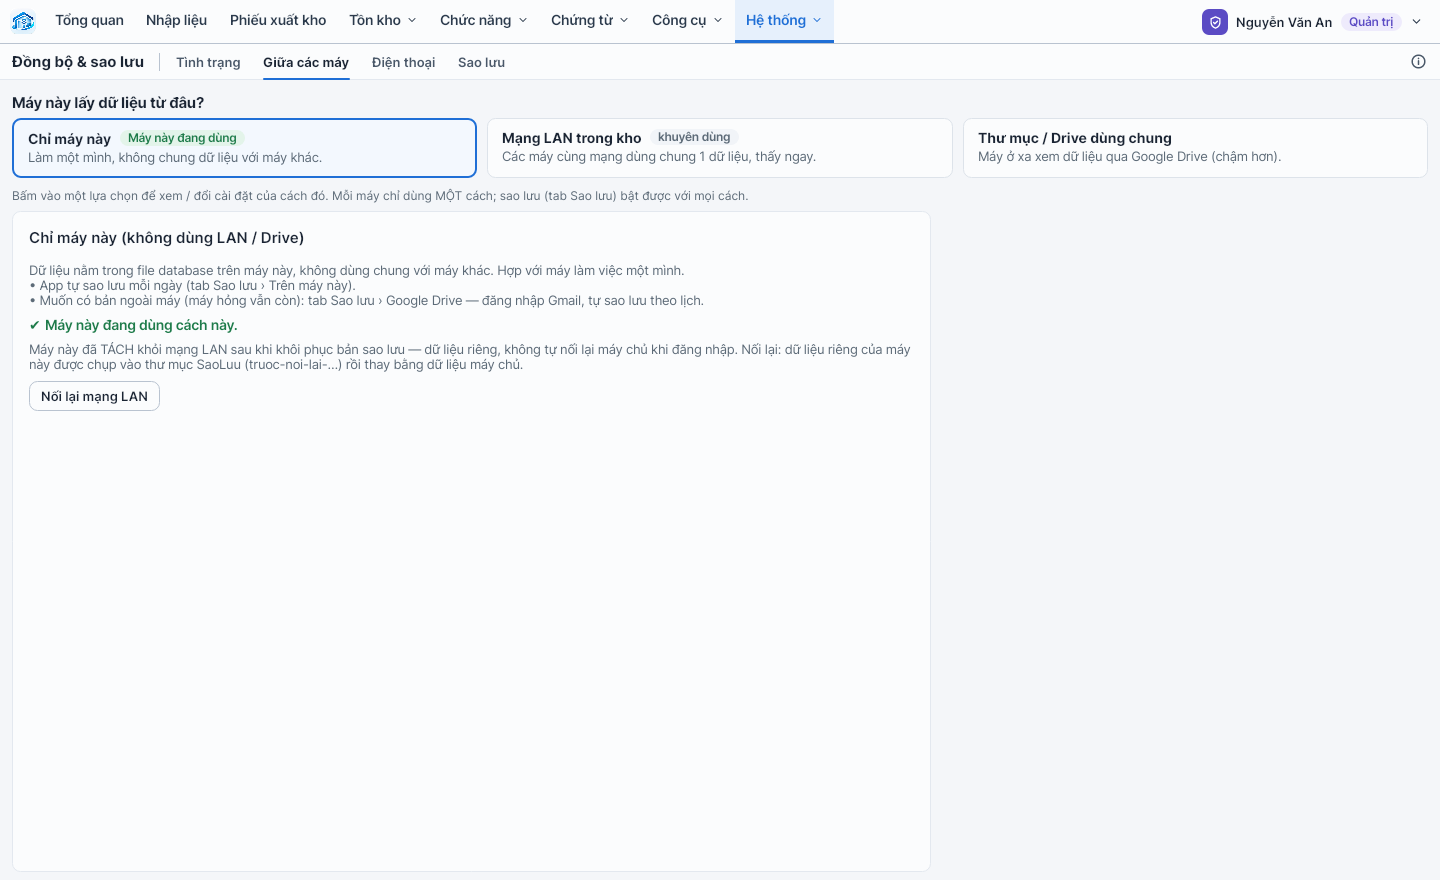 Tổng quan
Nhập liệu
Phiếu xuất kho
Tồn kho
Chức năng
Chứng từ
Công cụ
Hệ thống
Nguyễn Văn An
Quản trị
Đồng bộ & sao lưu
Tình trạng
Giữa các máy
Điện thoại
Sao lưu
Máy này lấy dữ liệu từ đâu?
Chỉ máy này
Máy này đang dùng
Làm một mình, không chung dữ liệu với máy khác.
Mạng LAN trong kho
khuyên dùng
Các máy cùng mạng dùng chung 1 dữ liệu, thấy ngay.
Thư mục / Drive dùng chung
Máy ở xa xem dữ liệu qua Google Drive (chậm hơn).
Bấm vào một lựa chọn để xem / đổi cài đặt của cách đó. Mỗi máy chỉ dùng MỘT cách; sao lưu (tab Sao lưu) bật được với mọi cách.
Chỉ máy này (không dùng LAN / Drive)
Dữ liệu nằm trong file database trên máy này, không dùng chung với máy khác. Hợp với máy làm việc một mình.
• App tự sao lưu mỗi ngày (tab Sao lưu › Trên máy này).
• Muốn có bản ngoài máy (máy hỏng vẫn còn): tab Sao lưu › Google Drive — đăng nhập Gmail, tự sao lưu theo lịch.
✔ Máy này đang dùng cách này.
Máy này đã TÁCH khỏi mạng LAN sau khi khôi phục bản sao lưu — dữ liệu riêng, không tự nối lại máy chủ khi đăng nhập. Nối lại: dữ liệu riêng của máy
này được chụp vào thư mục SaoLuu (truoc-noi-lai-…) rồi thay bằng dữ liệu máy chủ.
Nối lại mạng LAN